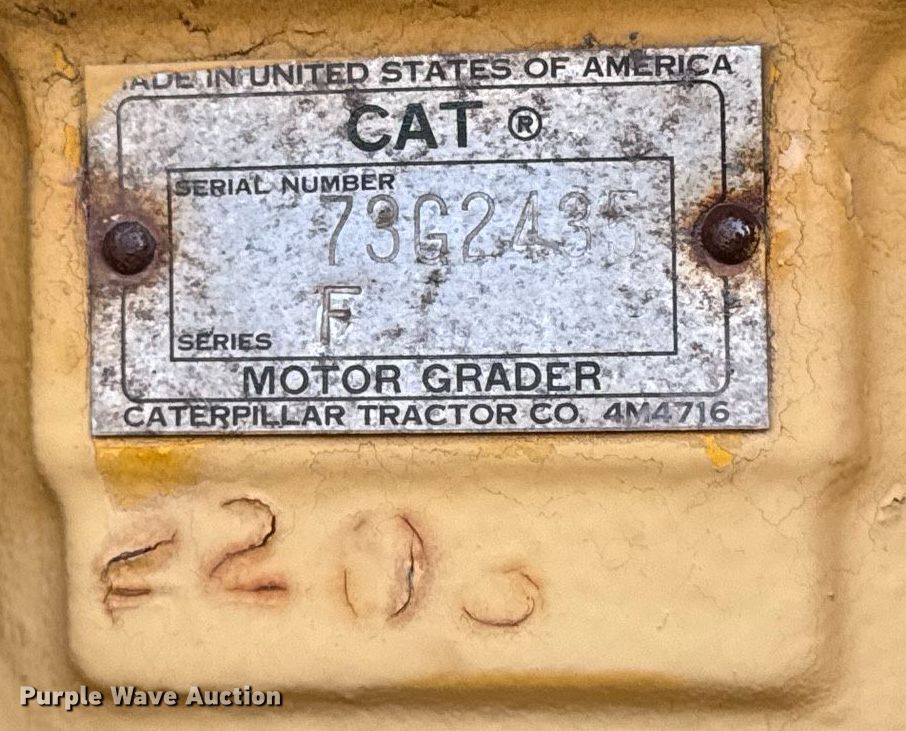 MADE IN UNITED STATES OF AMERICA
CAT ®
SERIAL NUMBER
73G2435
F
SERIES
MOTOR GRADER
CATERPILLAR TRACTOR CO. 4M4716
Purple Wave Auction